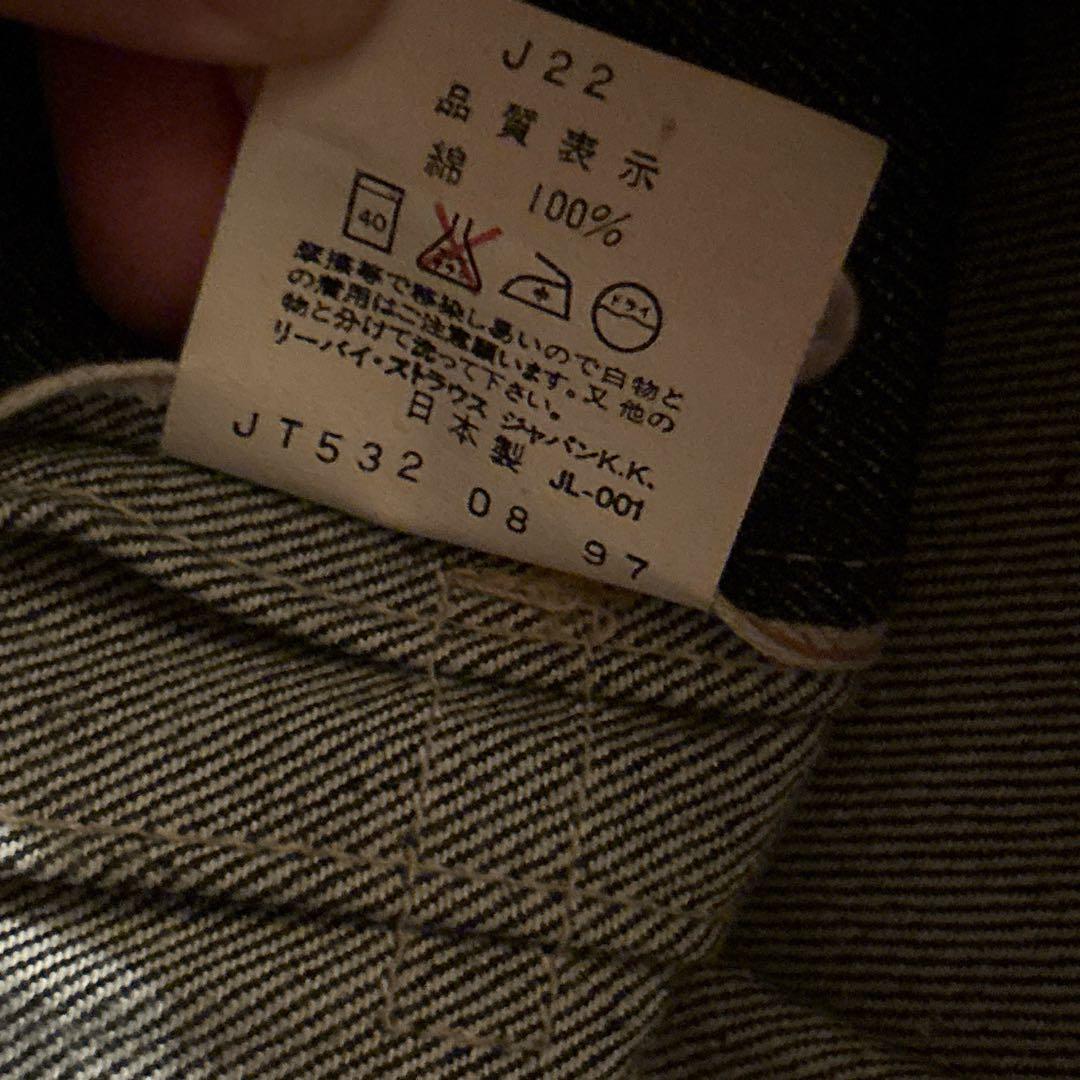 J22
品質表示
綿 100%
40 ドライ
摩擦等で移染し易いので白物と
の着用はご注意願います。又他の
物と分けて洗って下さい。
リーバイ・ストラウス ジャパンK.K.
日本製 JL-001
JT532 08 97